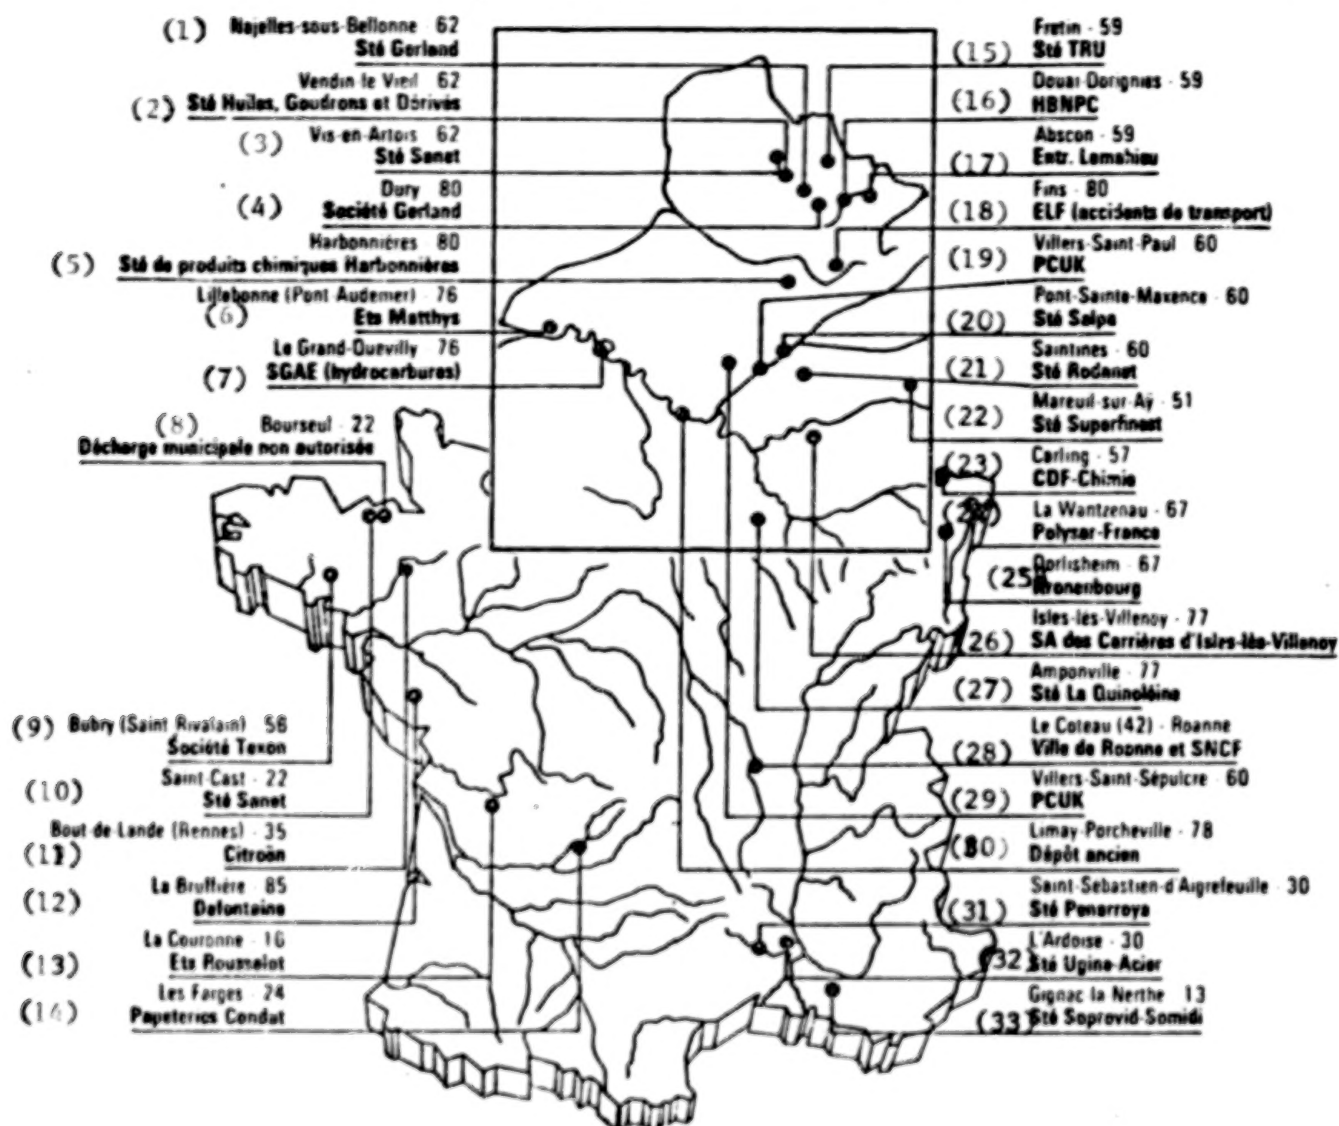 (1) Najelles-sous-Bellonne 62
Sté Gerland
Vendin-le-Vieil 62
(2) Sté Huiles, Goudrons et Dérivés
Vis-en-Artois 62
(3)
Sté Sanet
Dury 80
(4) Société Gerland
Harbonnières 80
(5) Sté de produits chimiques Harbonnières
Lillebonne (Pont Audemer) - 76
(6) Ets Matthys
Le Grand-Quevilly 76
(7) SGAE (hydrocarbures)
(8) Bourseul - 22
Décharge municipale non autorisée
(9) Bubry (Saint Rivalain) - 56
Société Texon
Saint-Cast - 22
(10) Sté Sanet
Bout-de-Lande (Rennes) - 35
(11) Citroën
La Bruffière - 85
(12) Defontaine
La Couronne - 16
(13) Ets Rousselot
Les Farges - 24
(14) Papeteries Condat
Fretin - 59
(15) Sté TRU
Douai-Dorignies - 59
(16) HBNPC
Abscon - 59
(17) Entr. Lemahieu
Fins - 80
(18) ELF (accidents de transport)
Villers-Saint-Paul 60
(19) PCUK
Pont-Sainte-Maxence - 60
(20) Sté Salpa
Saintines - 60
(21) Sté Rodanet
Mareuil-sur-Aÿ - 51
(22) Sté Superfinest
(23) Carling - 57
CDF-Chimie
La Wantzenau - 67
Polysar-France
Dorlisheim - 67
(25) Kronenbourg
Isles-les-Villenoy - 77
(26) SA des Carrières d'Isles-lès-Villenoy
Amponville - 77
(27) Sté La Quinoléine
Le Coteau (42) - Roanne
(28) Ville de Roanne et SNCF
Villers-Saint-Sépulcre - 60
(29) PCUK
Limay-Porcheville - 78
(30) Dépôt ancien
Saint-Sébastien-d'Aigrefeuille - 30
(31) Sté Penarroya
L'Ardoise - 30
(32) Sté Ugine-Acier
Gignac-la-Nerthe 13
(33) Sté Soprovid-Somidi